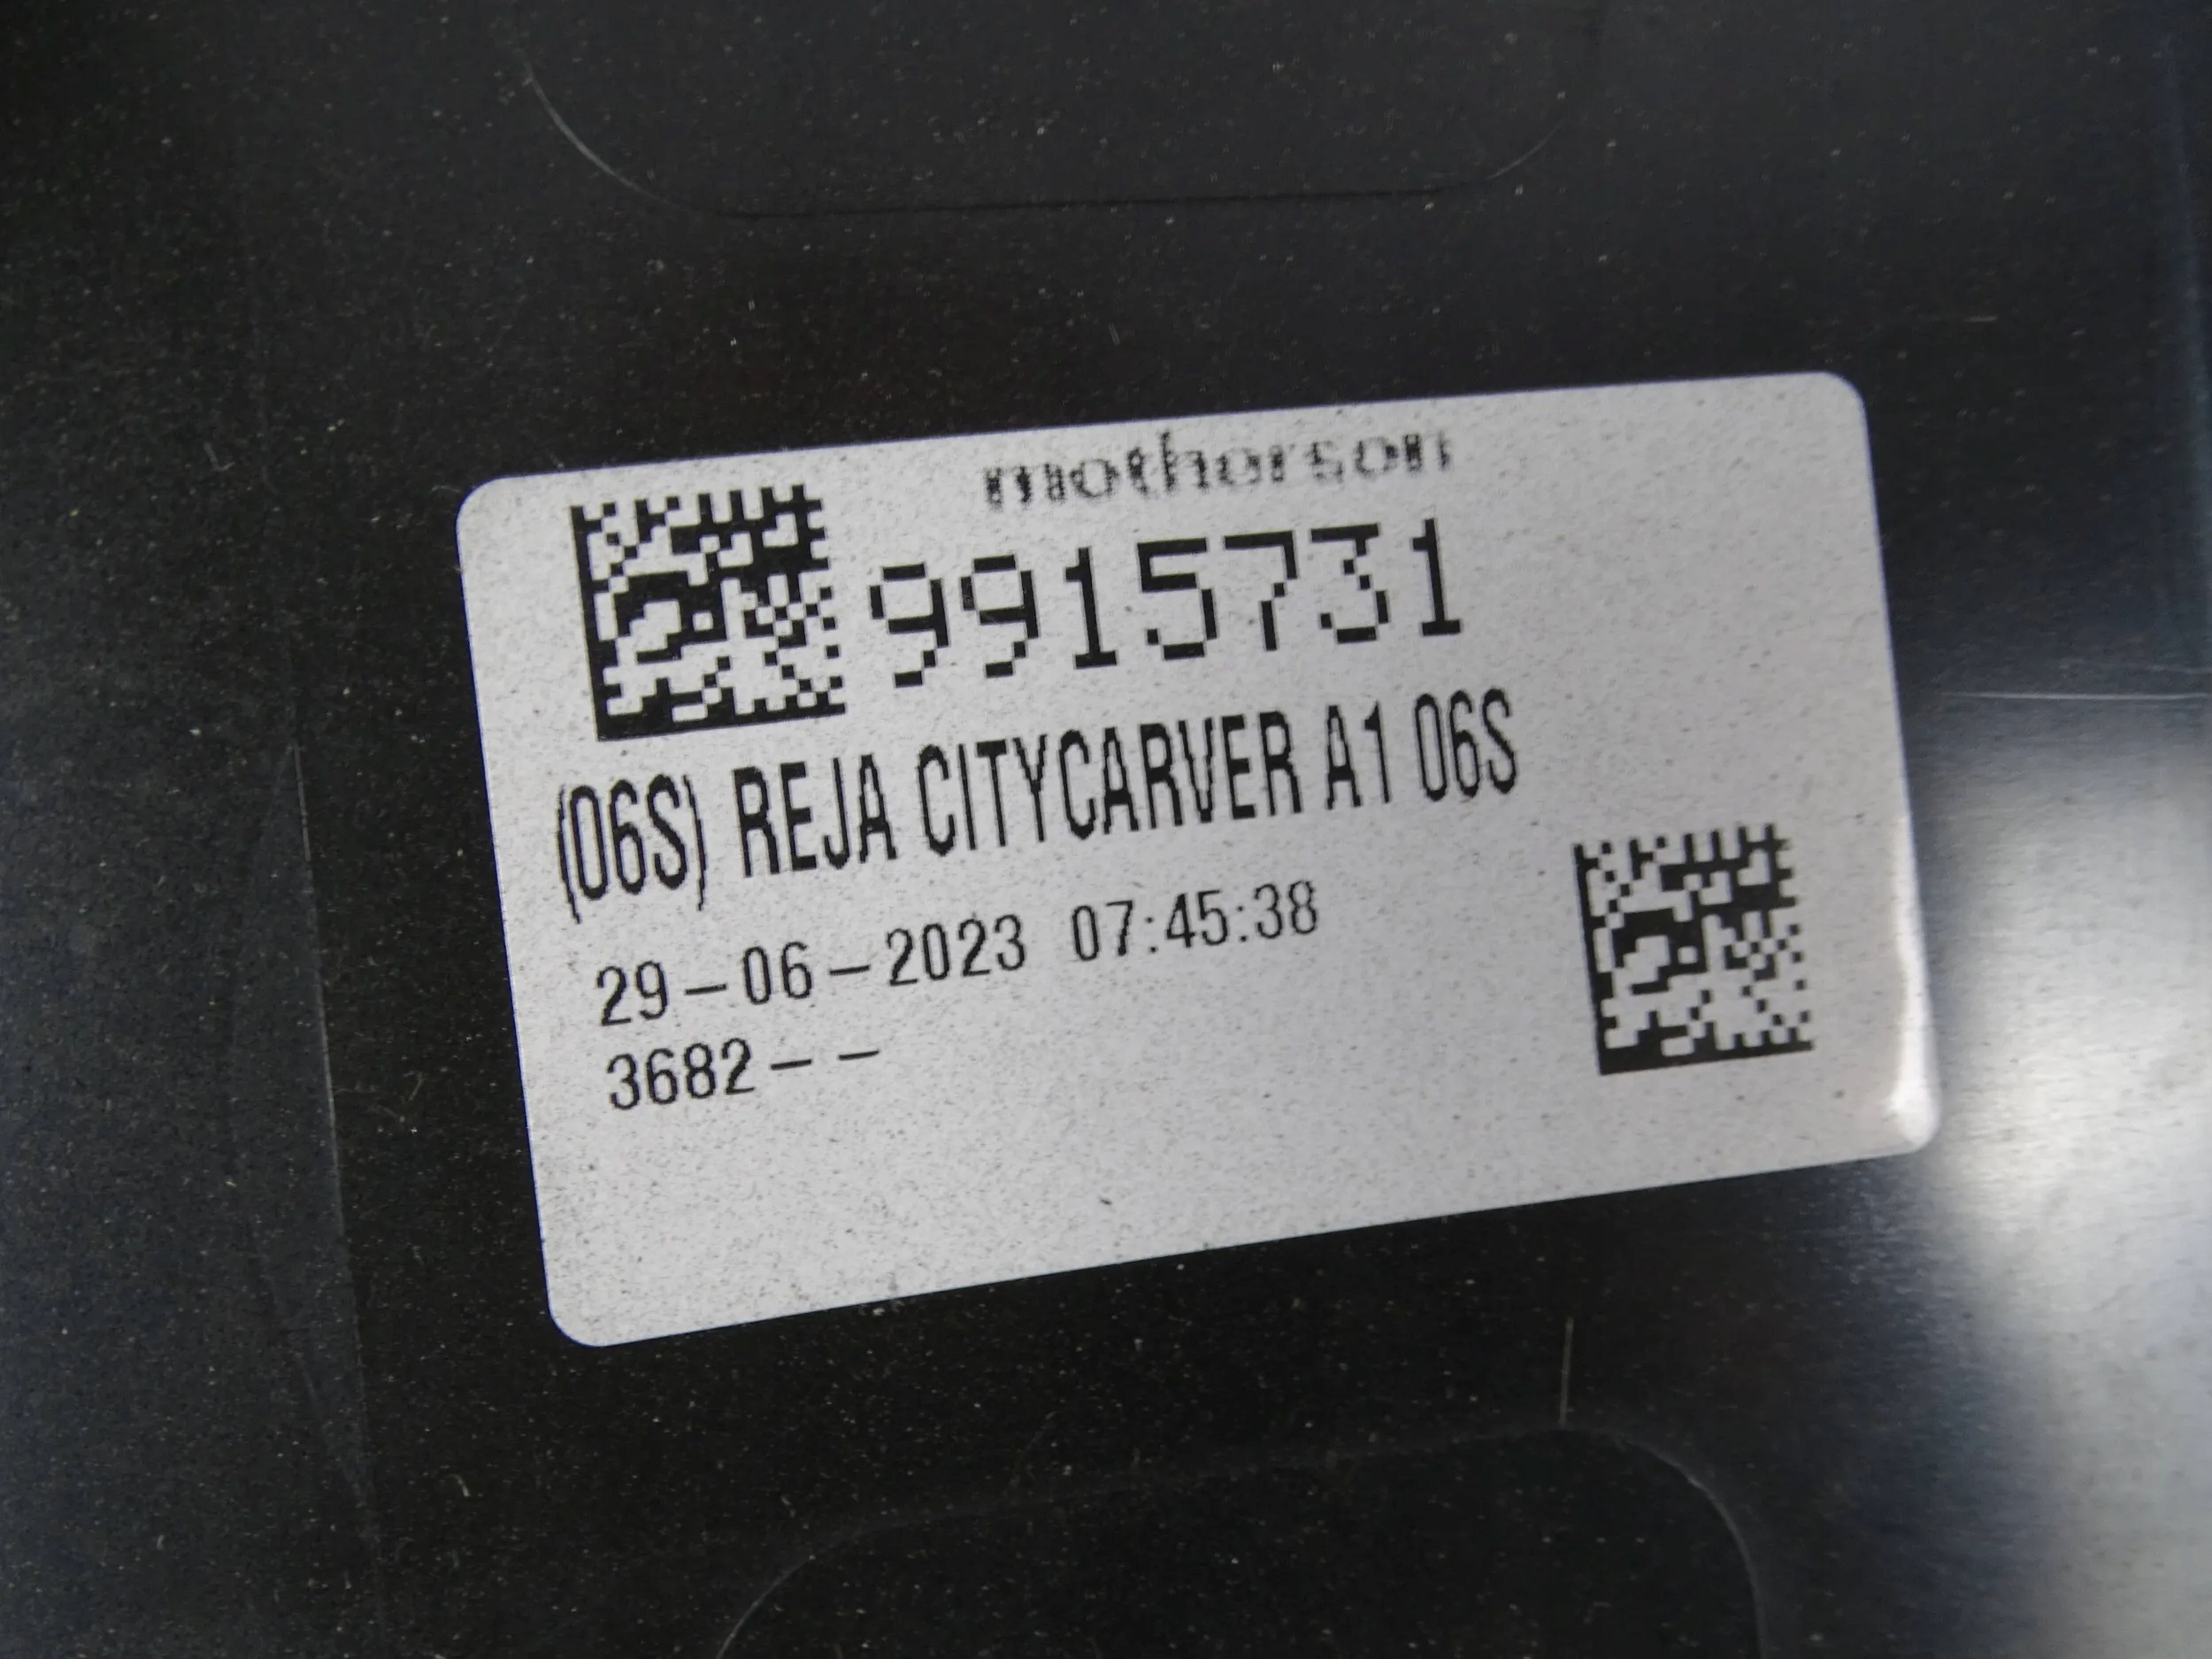 motherson
9915731
(06S) REJA CITYCARVER A1 06S
29-06-2023 07:45:38
3682--